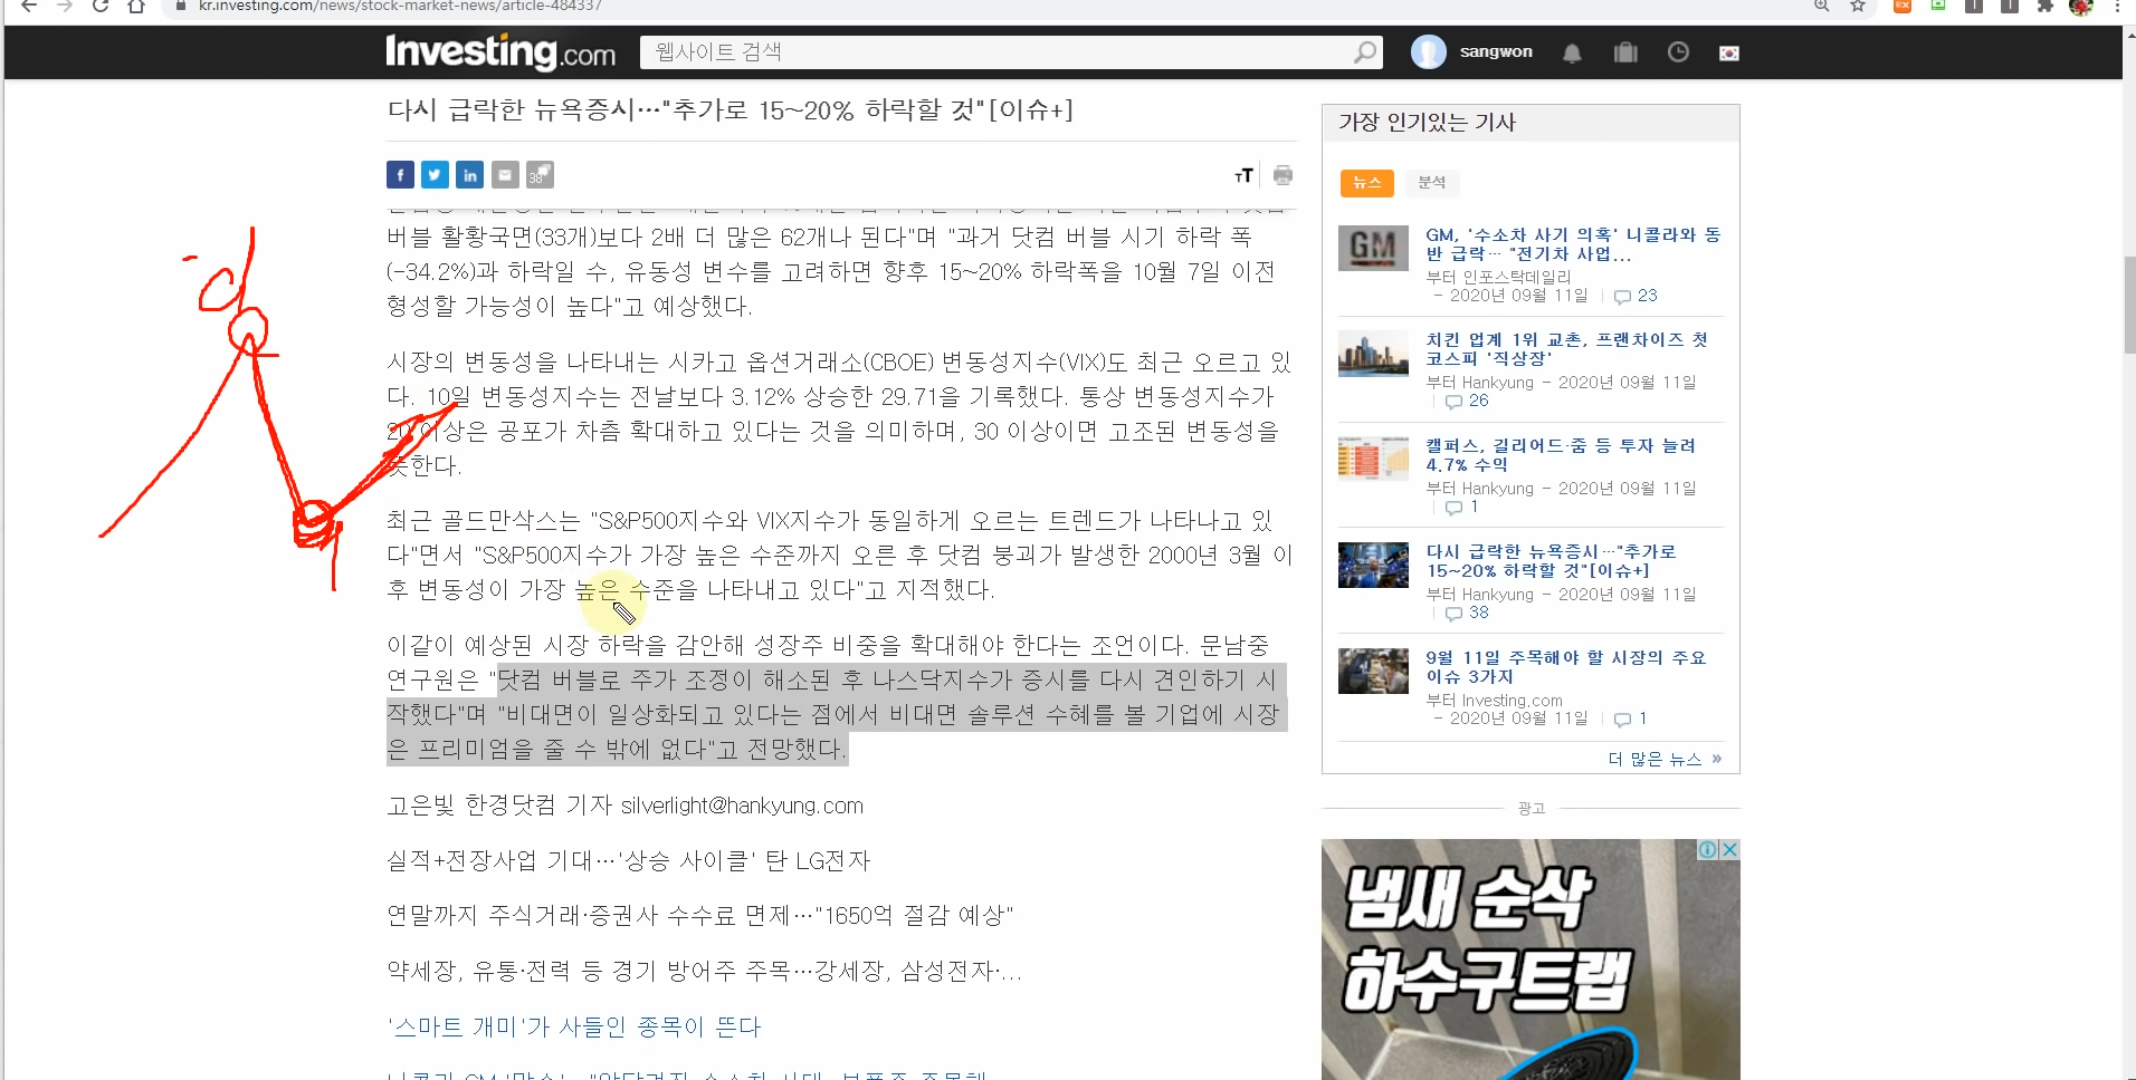 kr.investing.com/news/stock-market-news/article-484337
Investing.com
웹사이트 검색
sangwon
다시 급락한 뉴욕증시…"추가로 15~20% 하락할 것"[이슈+]
38
버블 활황국면(33개)보다 2배 더 많은 62개나 된다"며 "과거 닷컴 버블 시기 하락 폭
(-34.2%)과 하락일 수, 유동성 변수를 고려하면 향후 15~20% 하락폭을 10월 7일 이전
형성할 가능성이 높다"고 예상했다.
시장의 변동성을 나타내는 시카고 옵션거래소(CBOE) 변동성지수(VIX)도 최근 오르고 있
다. 10일 변동성지수는 전날보다 3.12% 상승한 29.71을 기록했다. 통상 변동성지수가
20 이상은 공포가 차츰 확대하고 있다는 것을 의미하며, 30 이상이면 고조된 변동성을
뜻한다.
최근 골드만삭스는 "S&P500지수와 VIX지수가 동일하게 오르는 트렌드가 나타나고 있
다"면서 "S&P500지수가 가장 높은 수준까지 오른 후 닷컴 붕괴가 발생한 2000년 3월 이
후 변동성이 가장 높은 수준을 나타내고 있다"고 지적했다.
이같이 예상된 시장 하락을 감안해 성장주 비중을 확대해야 한다는 조언이다. 문남중
연구원은 "닷컴 버블로 주가 조정이 해소된 후 나스닥지수가 증시를 다시 견인하기 시
작했다"며 "비대면이 일상화되고 있다는 점에서 비대면 솔루션 수혜를 볼 기업에 시장
은 프리미엄을 줄 수 밖에 없다"고 전망했다.
고은빛 한경닷컴 기자 silverlight@hankyung.com
실적+전장사업 기대…'상승 사이클' 탄 LG전자
연말까지 주식거래·증권사 수수료 면제…"1650억 절감 예상"
약세장, 유통·전력 등 경기 방어주 주목…강세장, 삼성전자·...
'스마트 개미'가 사들인 종목이 뜬다
가장 인기있는 기사
뉴스 분석
GM
GM, '수소차 사기 의혹' 니콜라와 동
반 급락… "전기차 사업...
부터 인포스탁데일리
- 2020년 09월 11일 23
치킨 업계 1위 교촌, 프랜차이즈 첫
코스피 '직상장'
부터 Hankyung - 2020년 09월 11일
26
캘퍼스, 길리어드·줌 등 투자 늘려
4.7% 수익
부터 Hankyung - 2020년 09월 11일
1
다시 급락한 뉴욕증시…"추가로
15~20% 하락할 것"[이슈+]
부터 Hankyung - 2020년 09월 11일
38
9월 11일 주목해야 할 시장의 주요
이슈 3가지
부터 Investing.com
- 2020년 09월 11일 1
더 많은 뉴스 »
광고
냄새 순삭
하수구트랩